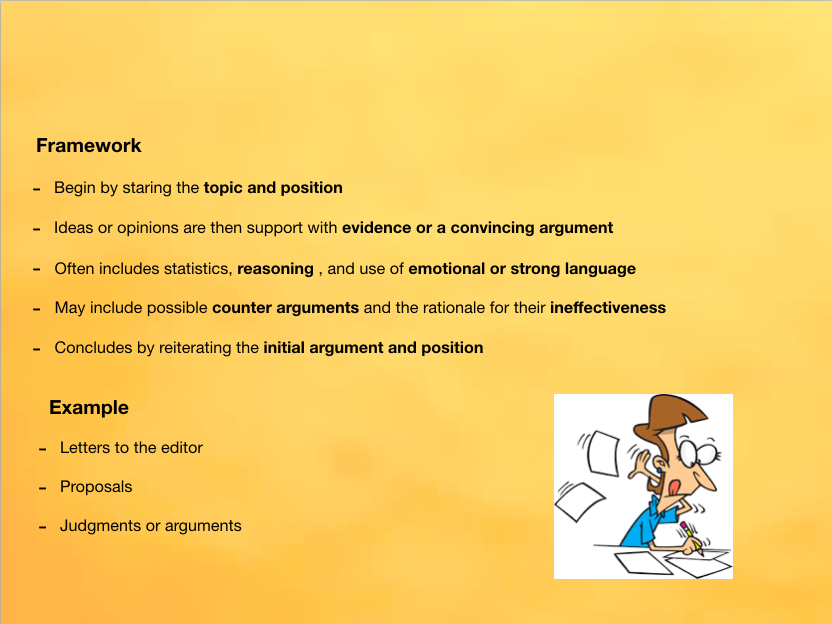 Framework
- Begin by staring the topic and position
- Ideas or opinions are then support with evidence or a convincing argument
- Often includes statistics, reasoning , and use of emotional or strong language
- May include possible counter arguments and the rationale for their ineffectiveness
- Concludes by reiterating the initial argument and position
Example
- Letters to the editor
- Proposals
- Judgments or arguments